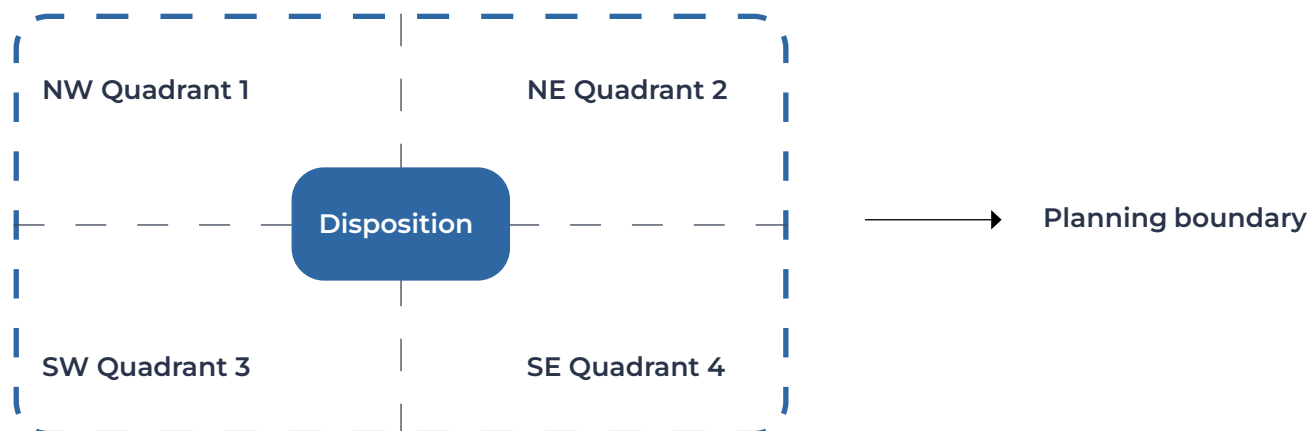 NW Quadrant 1
NE Quadrant 2
Disposition
Planning boundary
SW Quadrant 3
SE Quadrant 4